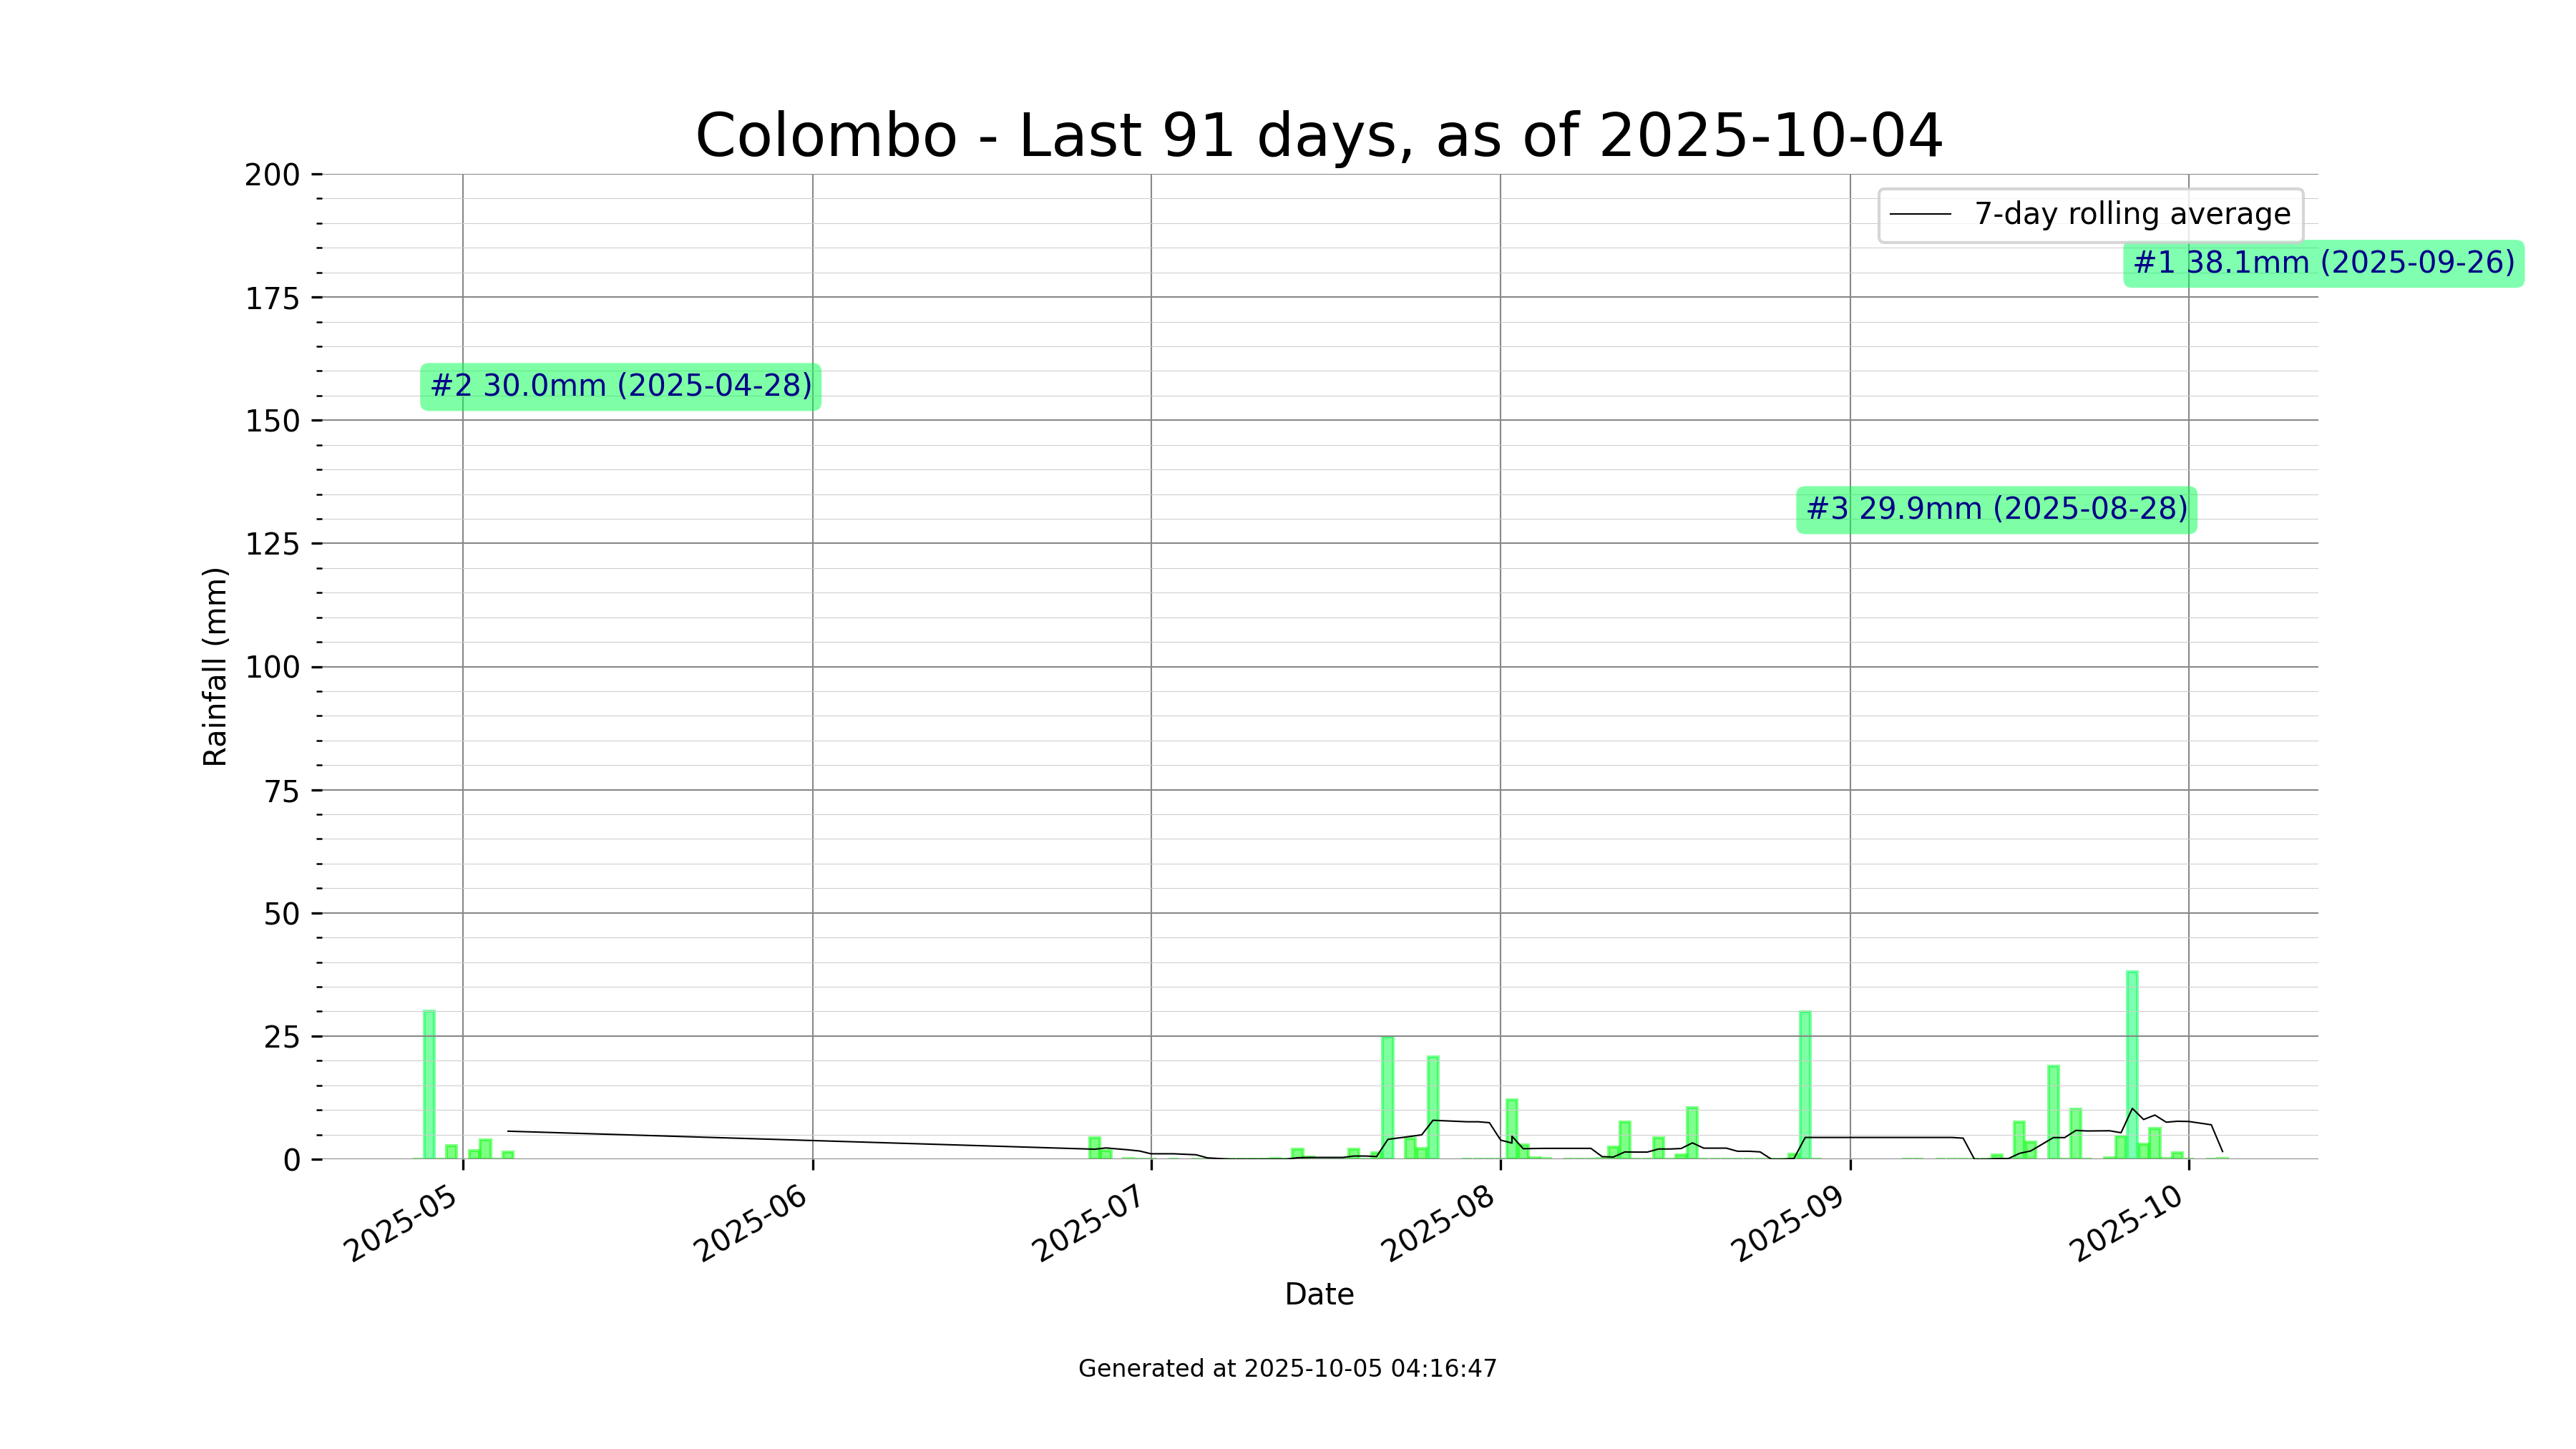 Colombo - Last 91 days, as of 2025-10-04
200
175
150
125
100
75
50
25
0
Rainfall (mm)
7-day rolling average
#1 38.1mm (2025-09-26)
#2 30.0mm (2025-04-28)
#3 29.9mm (2025-08-28)
2025-05
2025-06
2025-07
2025-08
2025-09
2025-10
Date
Generated at 2025-10-05 04:16:47